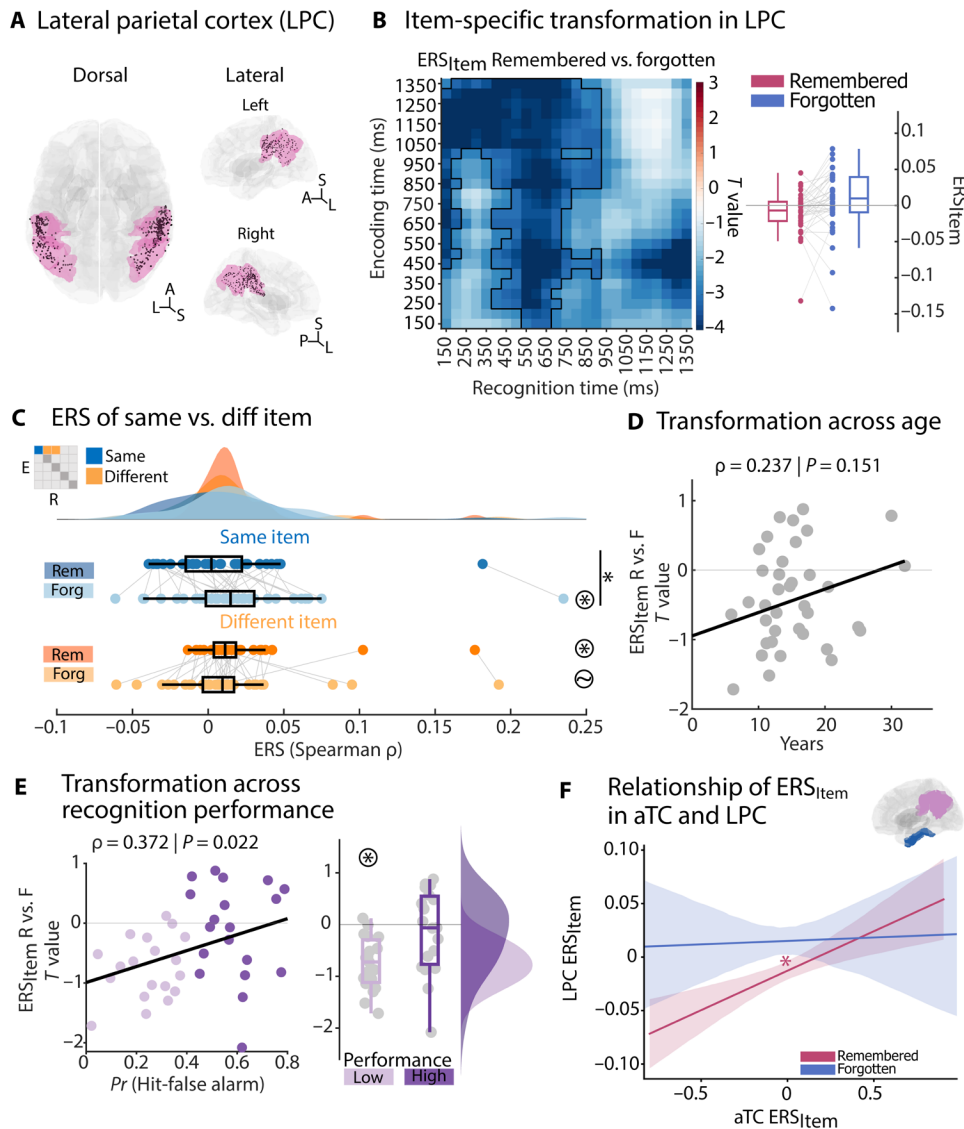 A Lateral parietal cortex (LPC)
Dorsal
Lateral
Left
S
A L
Right
A
L S
S
P L
B Item-specific transformation in LPC
ERSItem Remembered vs. forgotten
Encoding time (ms)
1350
1250
1150
1050
950
850
750
650
550
450
350
250
150
150
250
350
450
550
650
750
850
950
1050
1150
1250
1350
Recognition time (ms)
3
2
1
0
−1
−2
−3
−4
T value
Remembered
Forgotten
0.1
0.05
0
−0.05
−0.1
−0.15
ERSItem
C ERS of same vs. diff item
E
R
Same
Different
Same item
Rem
Forg
*
*
Different item
Rem
Forg
*
~
−0.1 −0.05 0 0.05 0.1 0.15 0.2 0.25
ERS (Spearman ρ)
D Transformation across age
ρ = 0.237 | P = 0.151
ERSItem R vs. F
T value
1
0
−1
−2
0 10 20 30
Years
E Transformation across
recognition performance
ρ = 0.372 | P = 0.022
ERSItem R vs. F
T value
1
0
−1
−2
0 0.2 0.4 0.6 0.8
Pr (Hit-false alarm)
*
1
0
−1
−2
Performance
Low High
F Relationship of ERSItem
in aTC and LPC
LPC ERSItem
0.10
0.05
0
−0.05
−0.10
*
Remembered
Forgotten
−0.5 0 0.5
aTC ERSItem